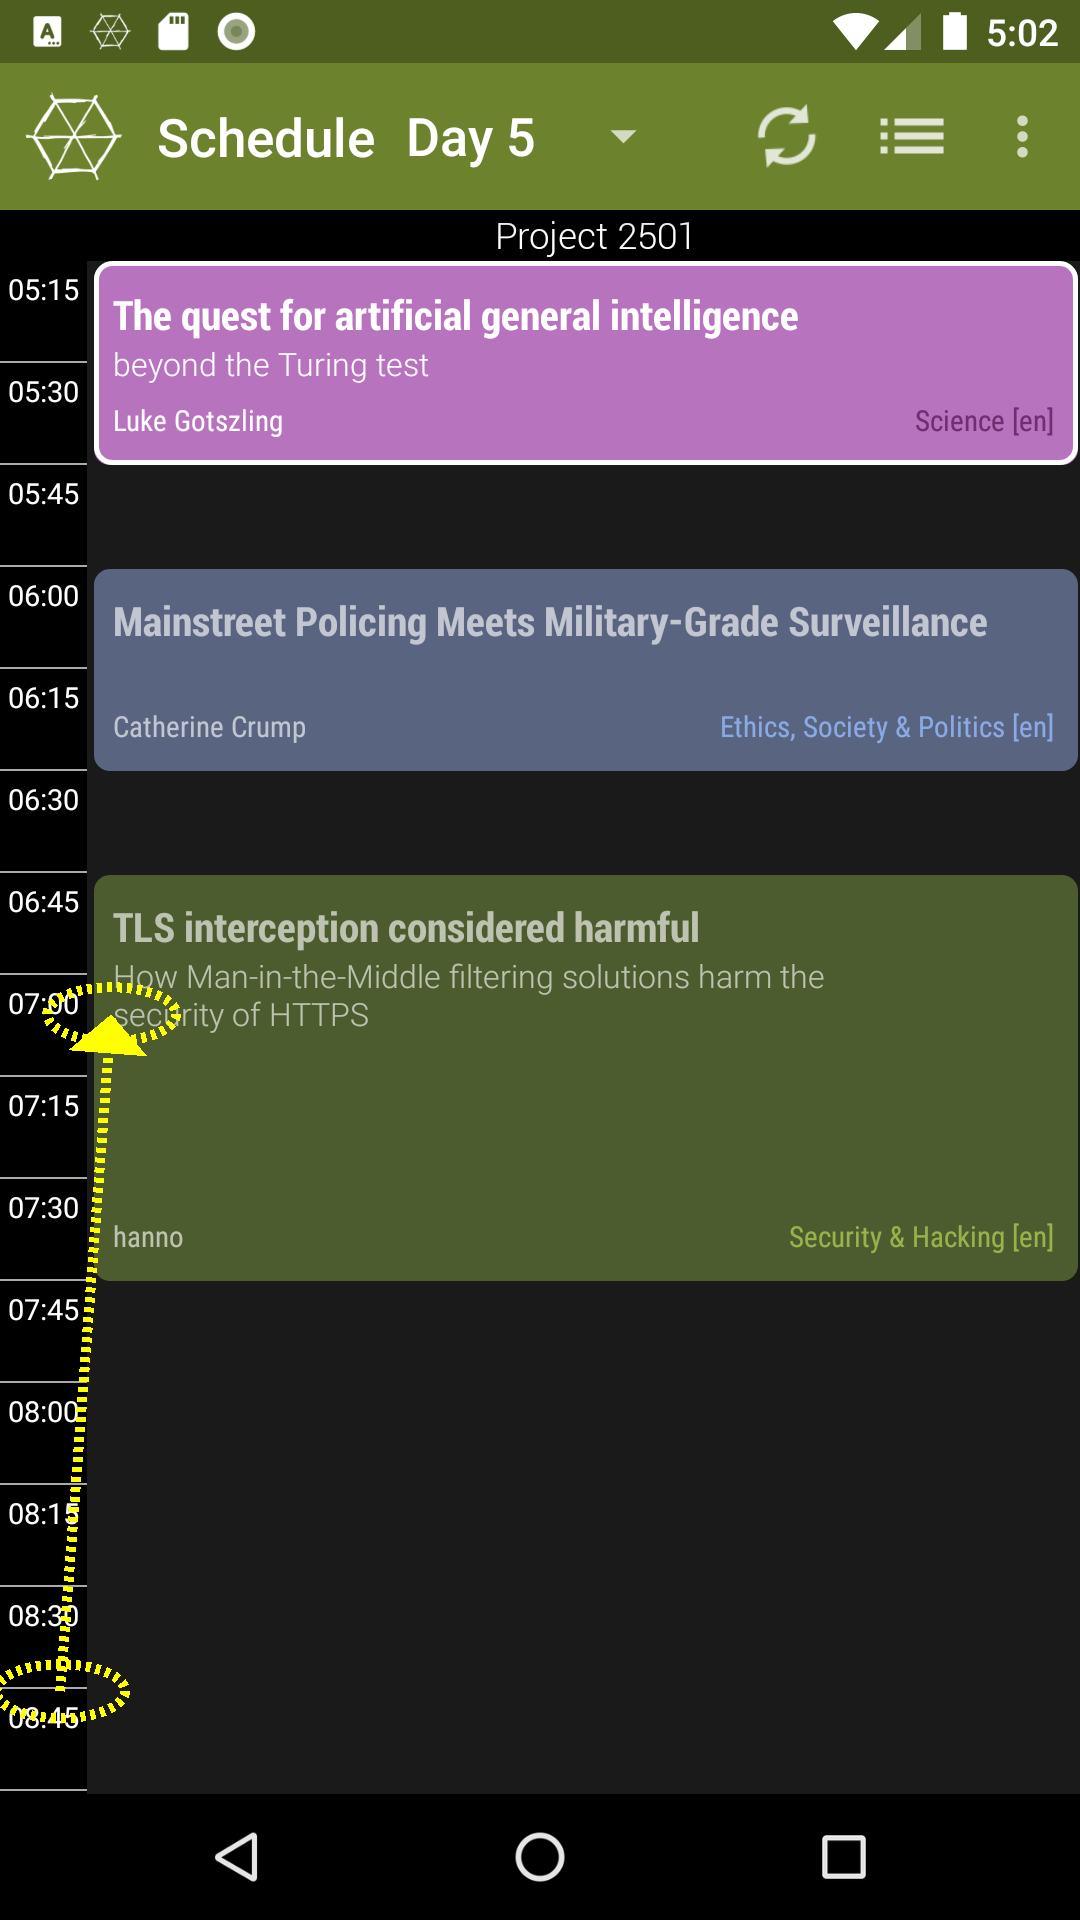 5:02
Schedule Day 5
Project 2501
05:15
The quest for artificial general intelligence
beyond the Turing test
05:30
Luke Gotszling
Science [en]
05:45
06:00
Mainstreet Policing Meets Military-Grade Surveillance
06:15
Catherine Crump
Ethics, Society & Politics [en]
06:30
06:45
TLS interception considered harmful
How Man-in-the-Middle filtering solutions harm the
07:00
security of HTTPS
07:15
07:30
hanno
Security & Hacking [en]
07:45
08:00
08:15
08:30
08:45